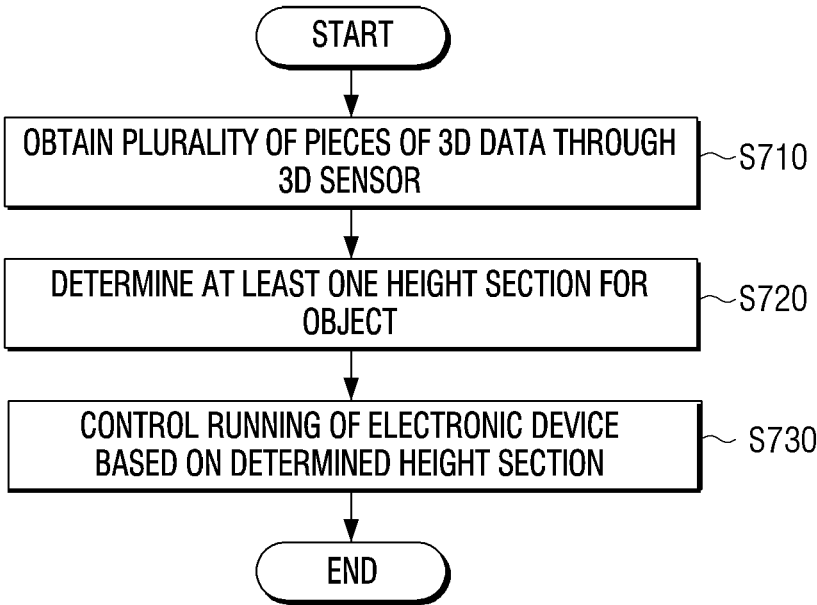 START
OBTAIN PLURALITY OF PIECES OF 3D DATA THROUGH
3D SENSOR
S710
DETERMINE AT LEAST ONE HEIGHT SECTION FOR
OBJECT
S720
CONTROL RUNNING OF ELECTRONIC DEVICE
BASED ON DETERMINED HEIGHT SECTION
S730
END